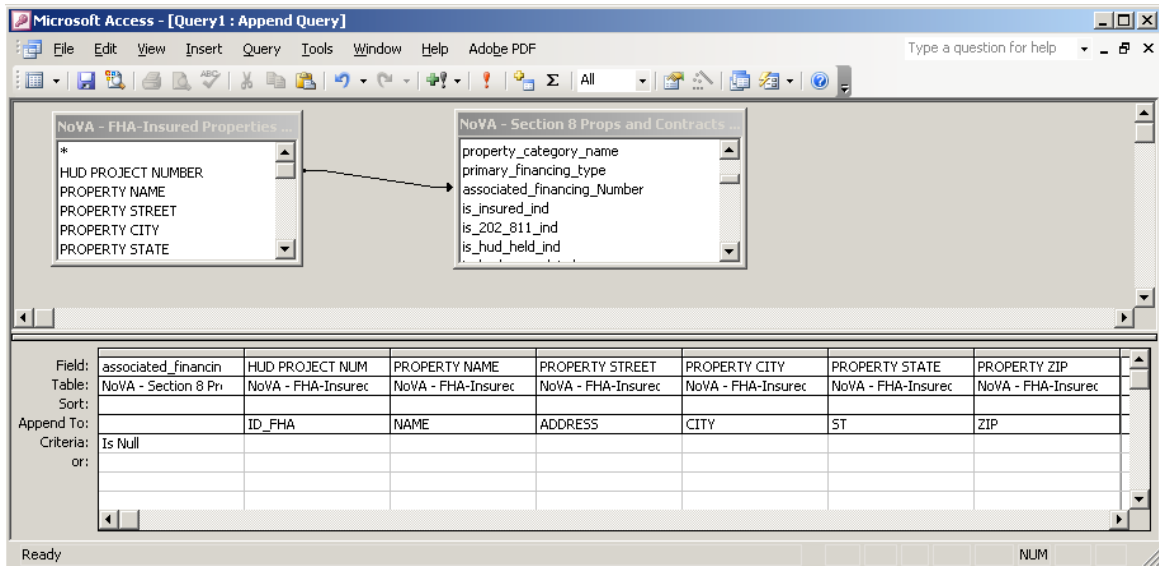 Microsoft Access - [Query1 : Append Query]
File Edit View Insert Query Tools Window Help Adobe PDF Type a question for help
ABC Σ All
NoVA - FHA-Insured Properties ...
*
HUD PROJECT NUMBER
PROPERTY NAME
PROPERTY STREET
PROPERTY CITY
PROPERTY STATE
NoVA - Section 8 Props and Contracts ...
property_category_name
primary_financing_type
associated_financing_Number
is_insured_ind
is_202_811_ind
is_hud_held_ind
Field: associated_financin HUD PROJECT NUM PROPERTY NAME PROPERTY STREET PROPERTY CITY PROPERTY STATE PROPERTY ZIP
Table: NoVA - Section 8 Pr NoVA - FHA-Insurec NoVA - FHA-Insurec NoVA - FHA-Insurec NoVA - FHA-Insurec NoVA - FHA-Insurec NoVA - FHA-Insurec
Sort:
Append To: ID_FHA NAME ADDRESS CITY ST ZIP
Criteria: Is Null
or:
Ready NUM